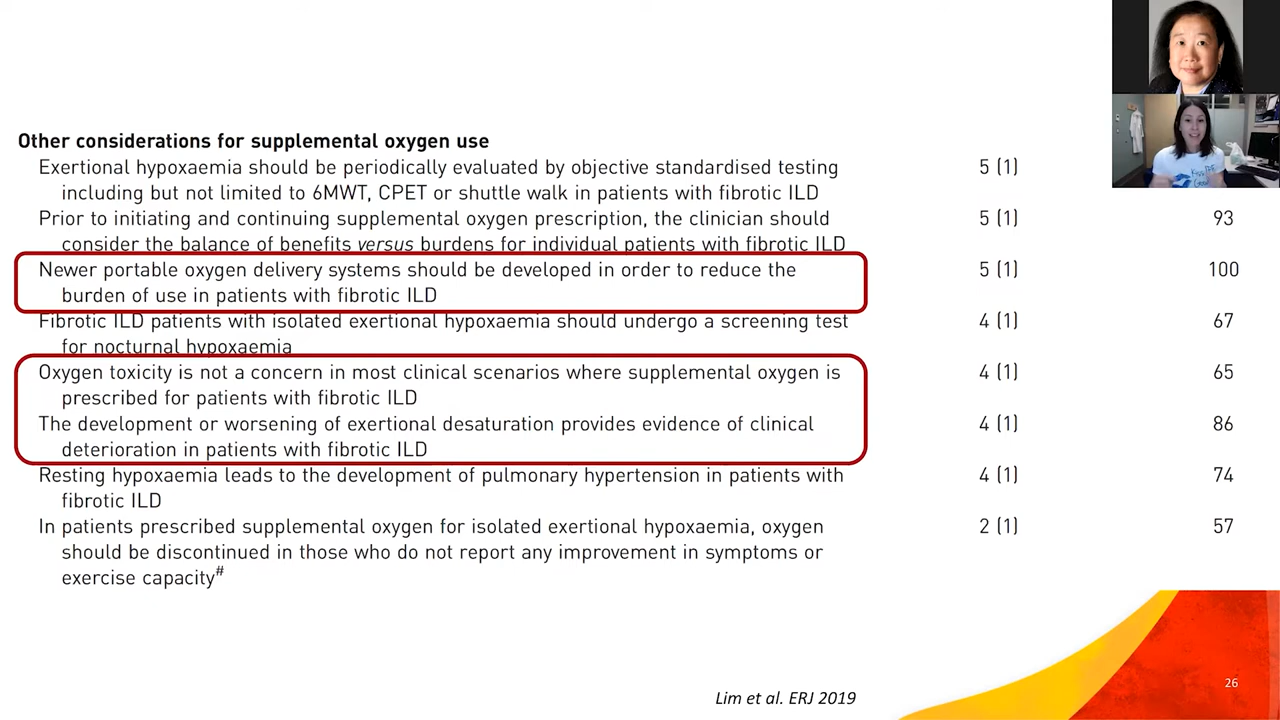 Other considerations for supplemental oxygen use
Exertional hypoxaemia should be periodically evaluated by objective standardised testing 5 (1)
including but not limited to 6MWT, CPET or shuttle walk in patients with fibrotic ILD
Prior to initiating and continuing supplemental oxygen prescription, the clinician should 5 (1) 93
consider the balance of benefits versus burdens for individual patients with fibrotic ILD
Newer portable oxygen delivery systems should be developed in order to reduce the 5 (1) 100
burden of use in patients with fibrotic ILD
Fibrotic ILD patients with isolated exertional hypoxaemia should undergo a screening test 4 (1) 67
for nocturnal hypoxaemia
Oxygen toxicity is not a concern in most clinical scenarios where supplemental oxygen is 4 (1) 65
prescribed for patients with fibrotic ILD
The development or worsening of exertional desaturation provides evidence of clinical 4 (1) 86
deterioration in patients with fibrotic ILD
Resting hypoxaemia leads to the development of pulmonary hypertension in patients with 4 (1) 74
fibrotic ILD
In patients prescribed supplemental oxygen for isolated exertional hypoxaemia, oxygen 2 (1) 57
should be discontinued in those who do not report any improvement in symptoms or
exercise capacity#
Lim et al. ERJ 2019
26